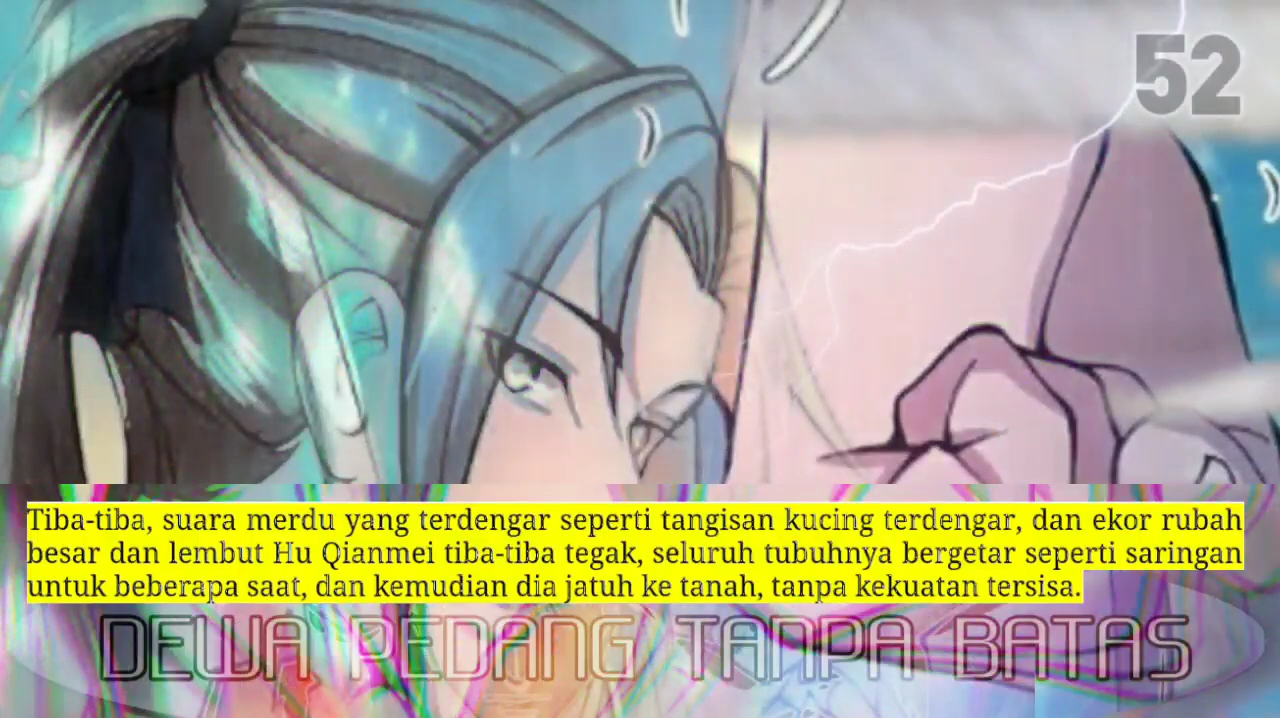 52
Tiba-tiba, suara merdu yang terdengar seperti tangisan kucing terdengar, dan ekor rubah
besar dan lembut Hu Qianmei tiba-tiba tegak, seluruh tubuhnya bergetar seperti saringan
untuk beberapa saat, dan kemudian dia jatuh ke tanah, tanpa kekuatan tersisa.
DEWA PEDANG TANPA BATAS